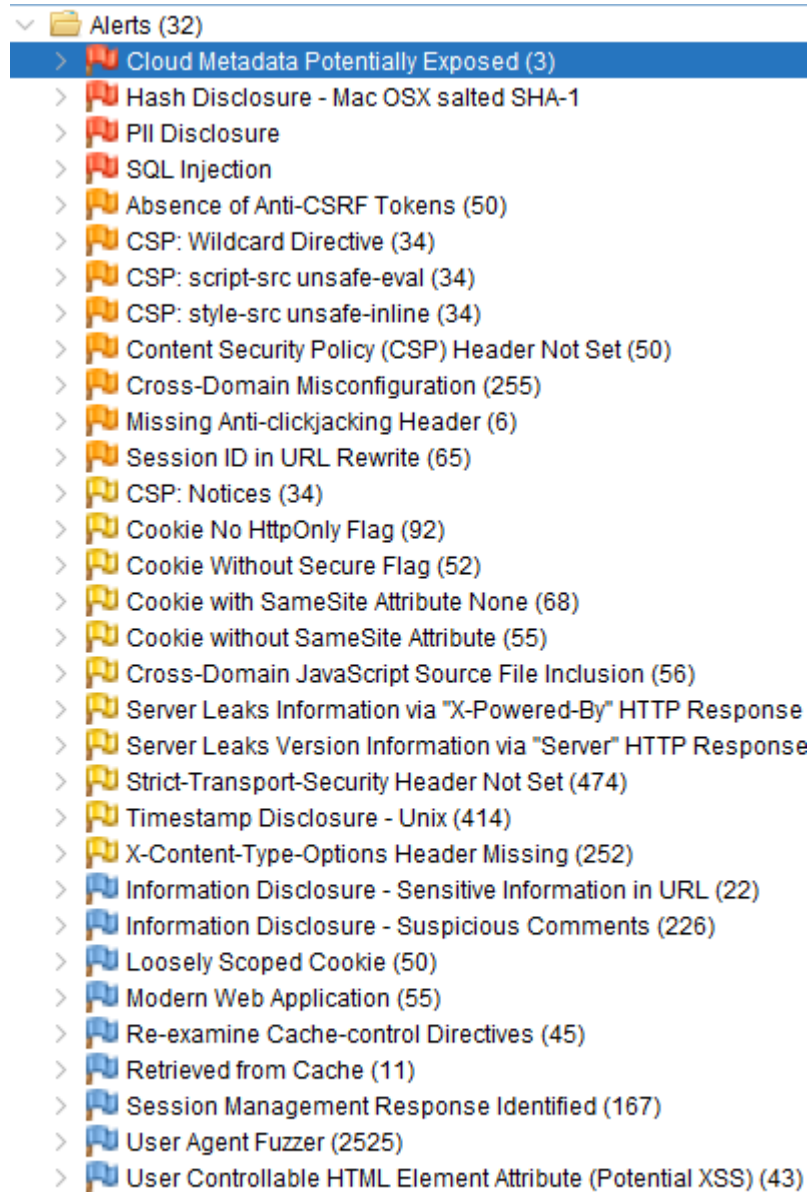 Alerts (32)
Cloud Metadata Potentially Exposed (3)
Hash Disclosure - Mac OSX salted SHA-1
PII Disclosure
SQL Injection
Absence of Anti-CSRF Tokens (50)
CSP: Wildcard Directive (34)
CSP: script-src unsafe-eval (34)
CSP: style-src unsafe-inline (34)
Content Security Policy (CSP) Header Not Set (50)
Cross-Domain Misconfiguration (255)
Missing Anti-clickjacking Header (6)
Session ID in URL Rewrite (65)
CSP: Notices (34)
Cookie No HttpOnly Flag (92)
Cookie Without Secure Flag (52)
Cookie with SameSite Attribute None (68)
Cookie without SameSite Attribute (55)
Cross-Domain JavaScript Source File Inclusion (56)
Server Leaks Information via "X-Powered-By" HTTP Response
Server Leaks Version Information via "Server" HTTP Response
Strict-Transport-Security Header Not Set (474)
Timestamp Disclosure - Unix (414)
X-Content-Type-Options Header Missing (252)
Information Disclosure - Sensitive Information in URL (22)
Information Disclosure - Suspicious Comments (226)
Loosely Scoped Cookie (50)
Modern Web Application (55)
Re-examine Cache-control Directives (45)
Retrieved from Cache (11)
Session Management Response Identified (167)
User Agent Fuzzer (2525)
User Controllable HTML Element Attribute (Potential XSS) (43)